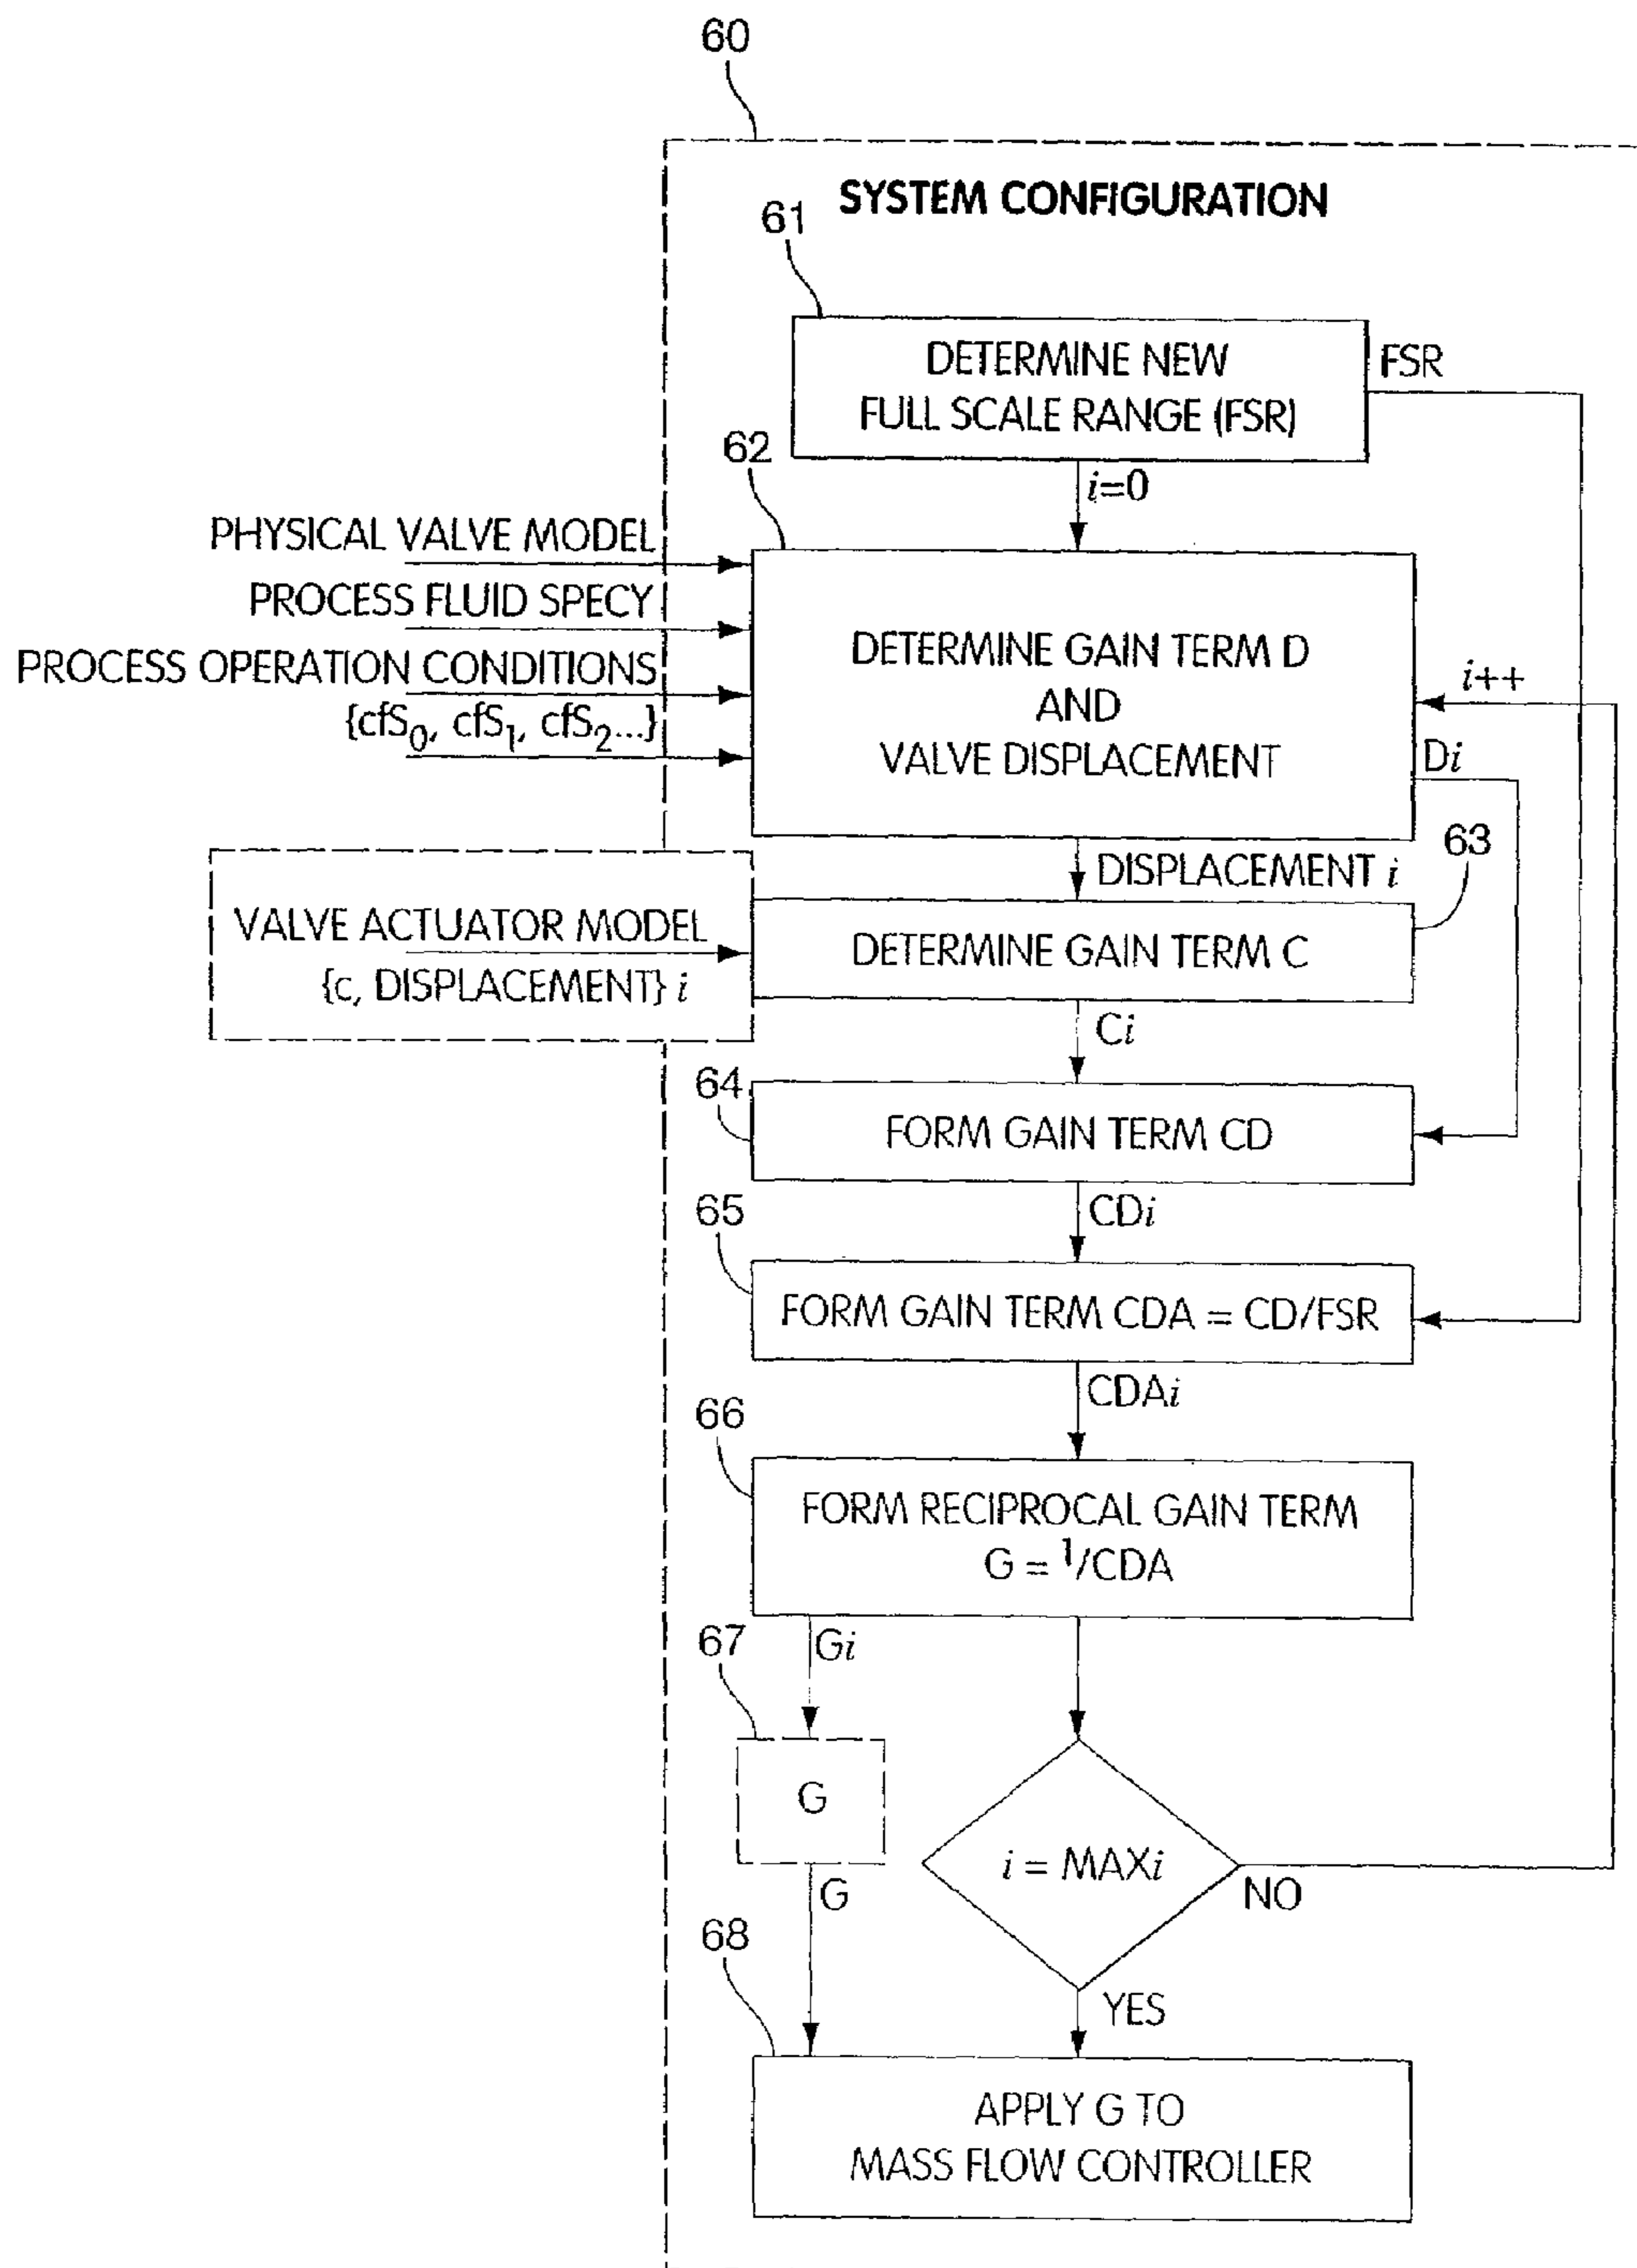 60
SYSTEM CONFIGURATION
61
DETERMINE NEW
FULL SCALE RANGE (FSR)
FSR
i=0
62
PHYSICAL VALVE MODEL
PROCESS FLUID SPECY
PROCESS OPERATION CONDITIONS
{cfS0, cfS1, cfS2...}
DETERMINE GAIN TERM D
AND
VALVE DISPLACEMENT
i++
Di
DISPLACEMENT i
63
VALVE ACTUATOR MODEL
{c, DISPLACEMENT} i
DETERMINE GAIN TERM C
Ci
64
FORM GAIN TERM CD
CDi
65
FORM GAIN TERM CDA = CD/FSR
CDAi
66
FORM RECIPROCAL GAIN TERM
G = 1/CDA
Gi
67
G
G
i = MAXi
NO
YES
68
APPLY G TO
MASS FLOW CONTROLLER